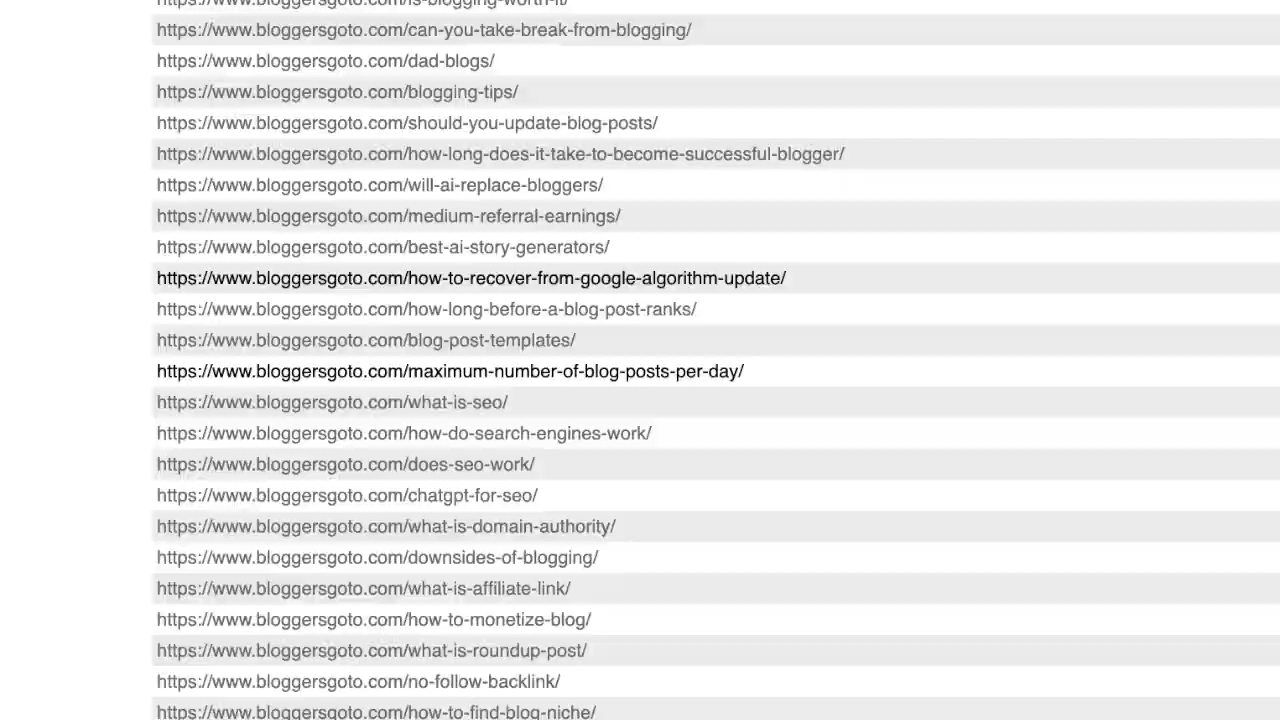 https://www.bloggersgoto.com/is-blogging-worth-it/
https://www.bloggersgoto.com/can-you-take-break-from-blogging/
https://www.bloggersgoto.com/dad-blogs/
https://www.bloggersgoto.com/blogging-tips/
https://www.bloggersgoto.com/should-you-update-blog-posts/
https://www.bloggersgoto.com/how-long-does-it-take-to-become-successful-blogger/
https://www.bloggersgoto.com/will-ai-replace-bloggers/
https://www.bloggersgoto.com/medium-referral-earnings/
https://www.bloggersgoto.com/best-ai-story-generators/
https://www.bloggersgoto.com/how-to-recover-from-google-algorithm-update/
https://www.bloggersgoto.com/how-long-before-a-blog-post-ranks/
https://www.bloggersgoto.com/blog-post-templates/
https://www.bloggersgoto.com/maximum-number-of-blog-posts-per-day/
https://www.bloggersgoto.com/what-is-seo/
https://www.bloggersgoto.com/how-do-search-engines-work/
https://www.bloggersgoto.com/does-seo-work/
https://www.bloggersgoto.com/chatgpt-for-seo/
https://www.bloggersgoto.com/what-is-domain-authority/
https://www.bloggersgoto.com/downsides-of-blogging/
https://www.bloggersgoto.com/what-is-affiliate-link/
https://www.bloggersgoto.com/how-to-monetize-blog/
https://www.bloggersgoto.com/what-is-roundup-post/
https://www.bloggersgoto.com/no-follow-backlink/
https://www.bloggersgoto.com/how-to-find-blog-niche/